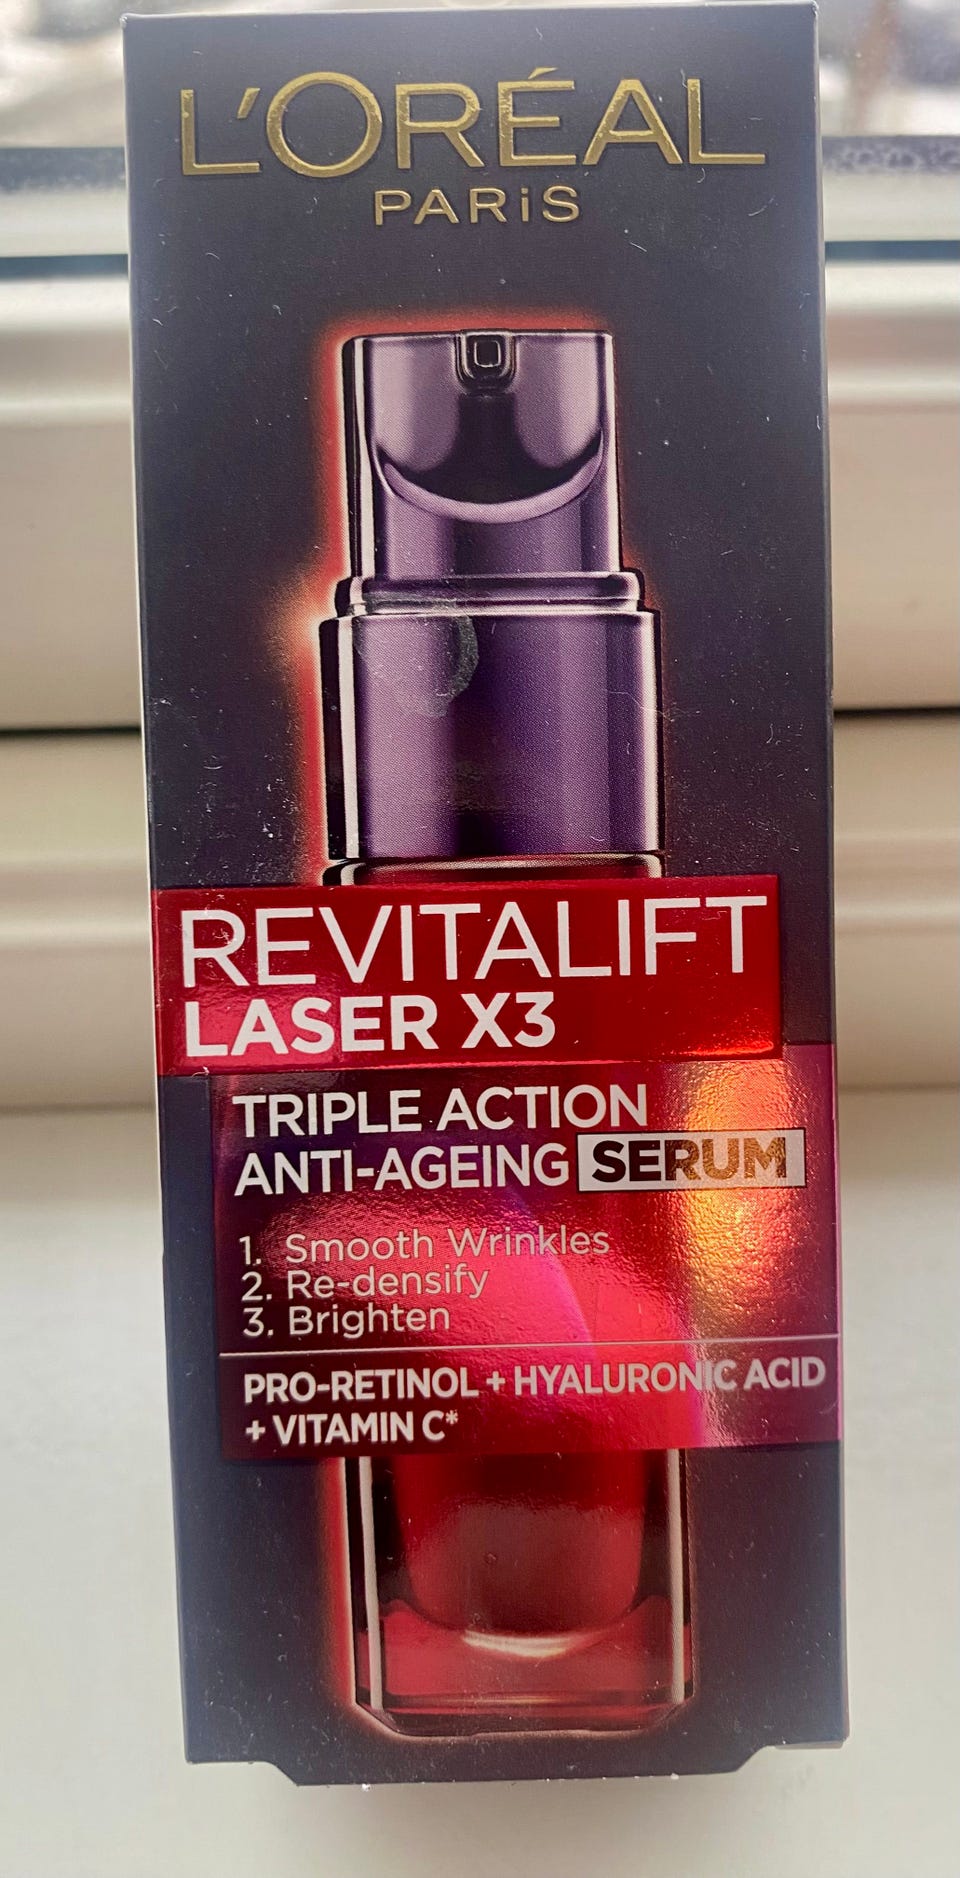 L'ORÉAL
PARiS
REVITALIFT
LASER X3
TRIPLE ACTION
ANTI-AGEING SERUM
1. Smooth Wrinkles
2. Re-densify
3. Brighten
PRO-RETINOL + HYALURONIC ACID
+ VITAMIN C*